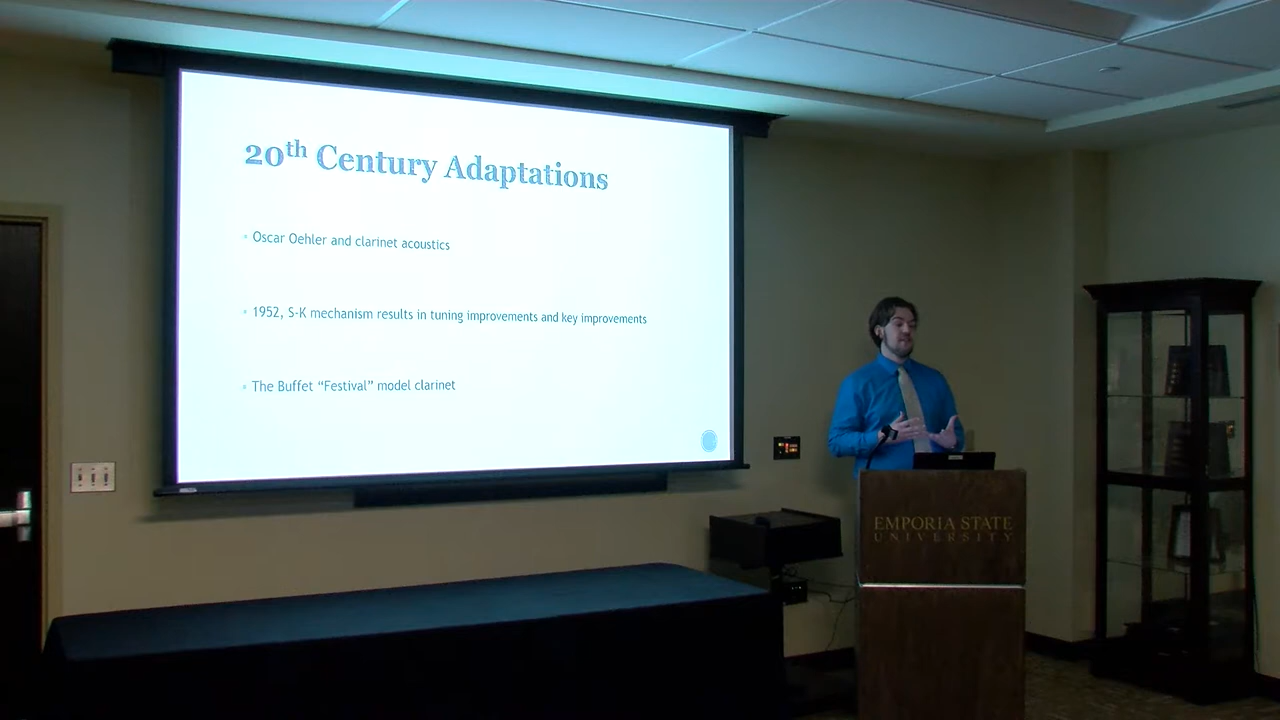 20th Century Adaptations
Oscar Oehler and clarinet acoustics
1952, S-K mechanism results in tuning improvements and key improvements
The Buffet “Festival” model clarinet
EMPORIA STATE
UNIVERSITY